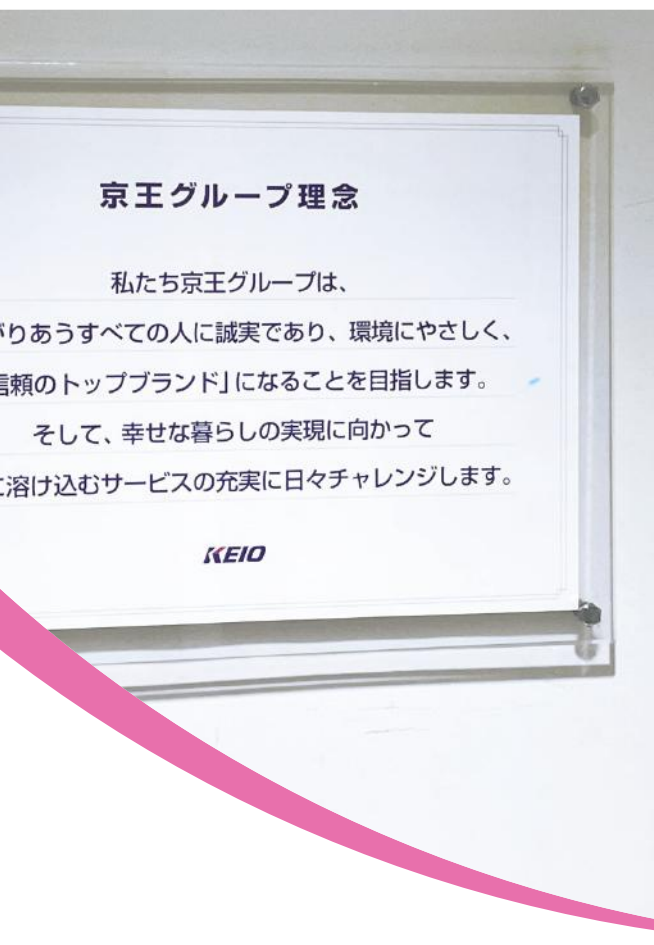 京王グループ理念
私たち京王グループは、
りあうすべての人に誠実であり、環境にやさしく、
頼のトップブランド」になることを目指します。
そして、幸せな暮らしの実現に向かって
に溶け込むサービスの充実に日々チャレンジします。
KEIO